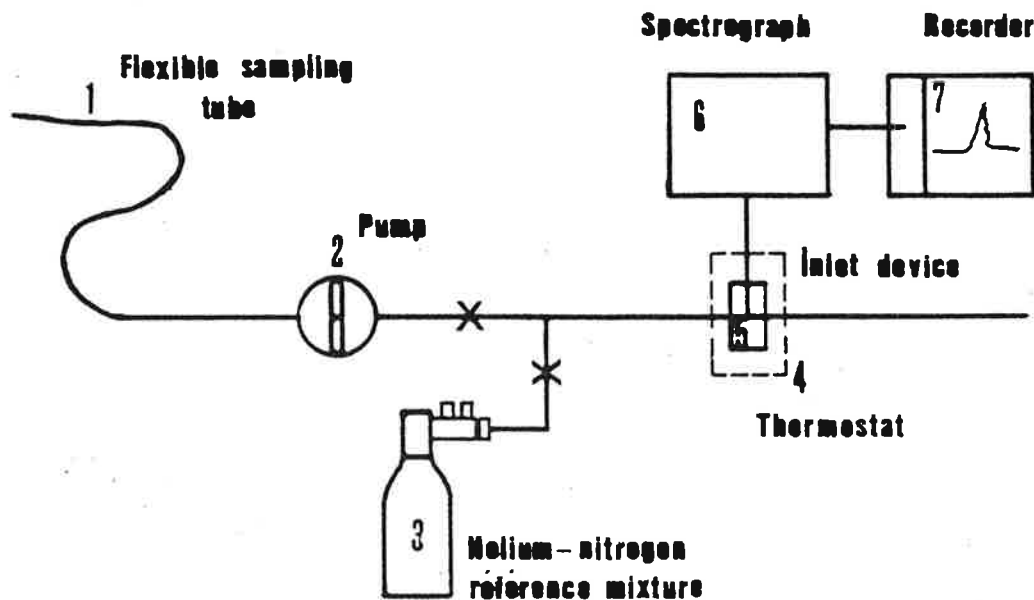 Spectrograph
Recorder
Flexible sampling
tube
1
6
7
2
Pump
Inlet device
5
4
Thermostat
3
Helium-nitrogen
reference mixture